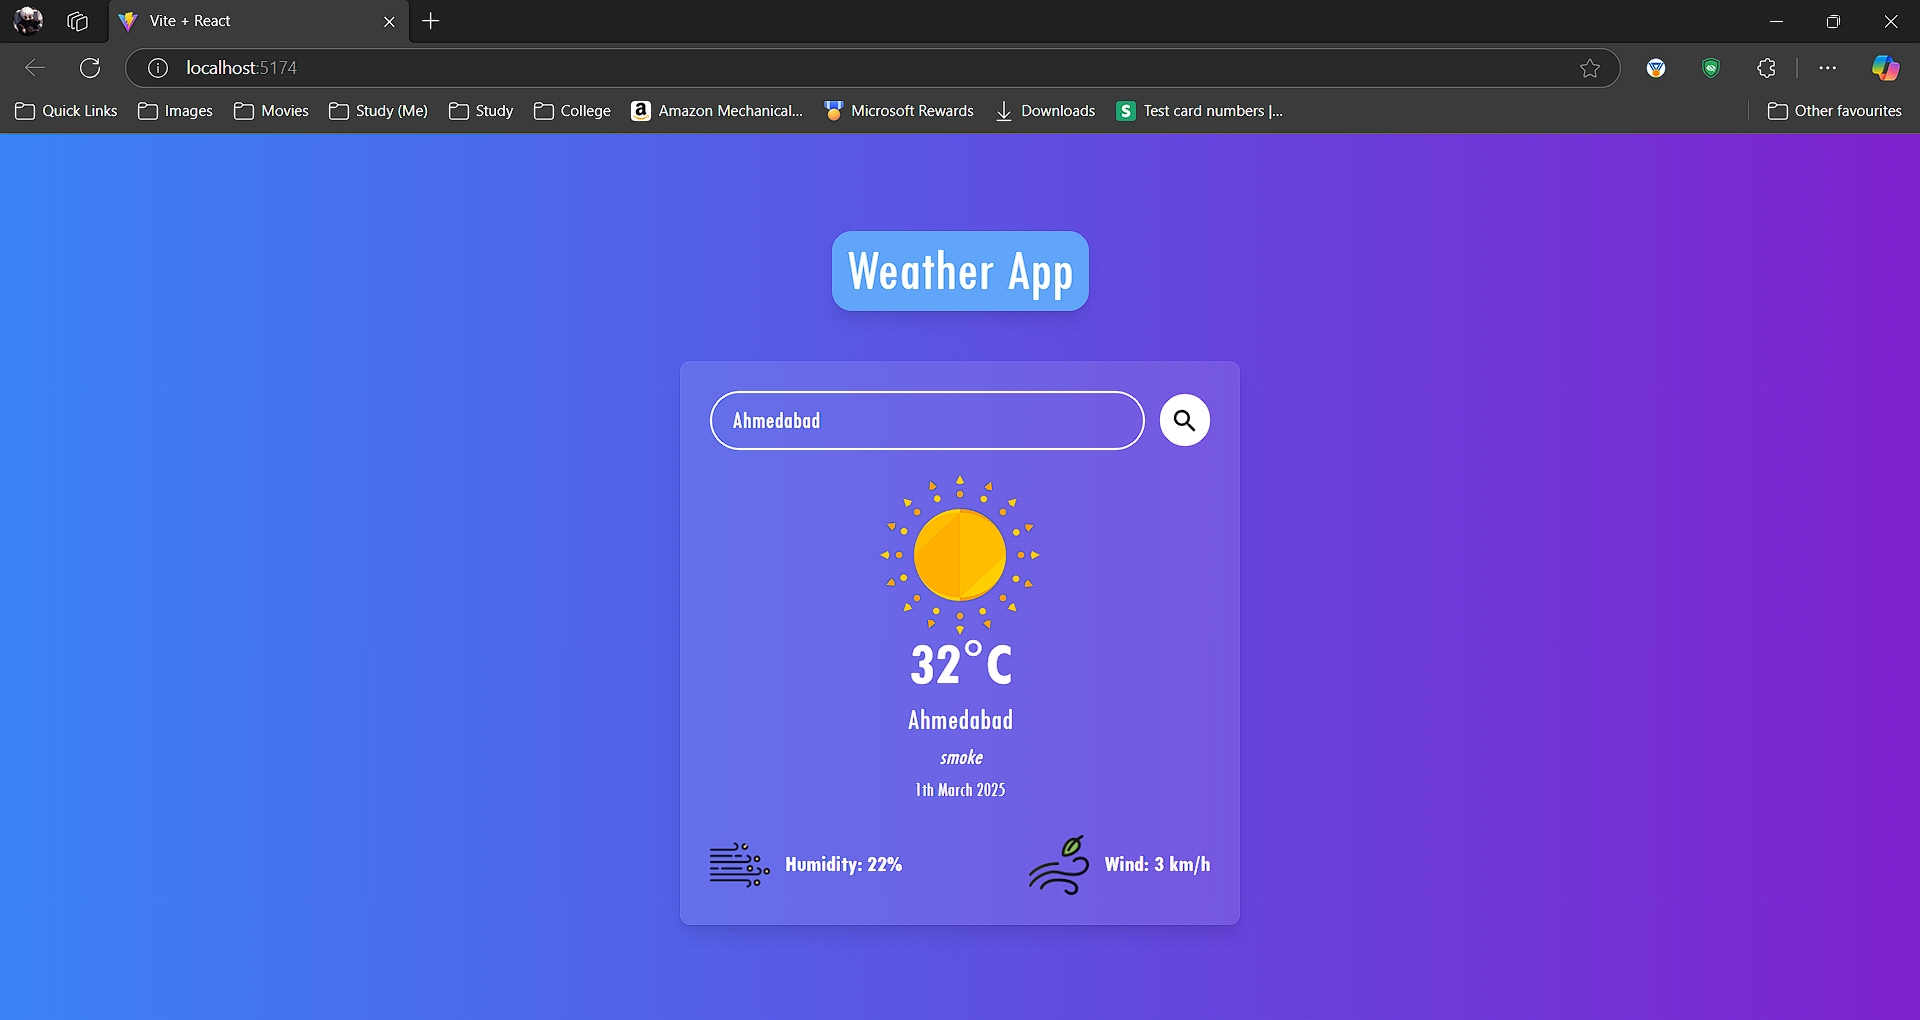 Vite + React
localhost:5174
Quick Links Images Movies Study (Me) Study College a Amazon Mechanical... Microsoft Rewards Downloads S Test card numbers |... Other favourites
Weather App
Ahmedabad
32°C
Ahmedabad
smoke
1th March 2025
Humidity: 22% Wind: 3 km/h